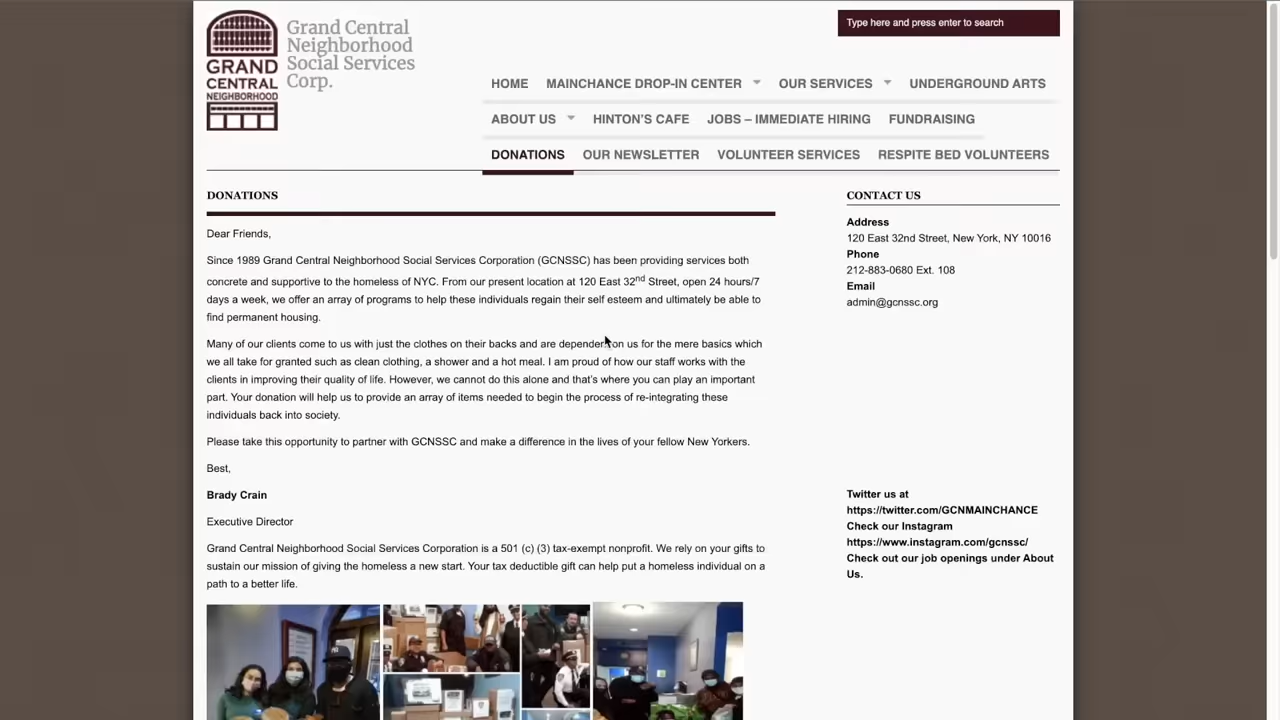 GRAND
CENTRAL
NEIGHBORHOOD
Grand Central
Neighborhood
Social Services
Corp.
Type here and press enter to search
HOME MAINCHANCE DROP-IN CENTER OUR SERVICES UNDERGROUND ARTS
ABOUT US HINTON'S CAFE JOBS – IMMEDIATE HIRING FUNDRAISING
DONATIONS OUR NEWSLETTER VOLUNTEER SERVICES RESPITE BED VOLUNTEERS
DONATIONS
Dear Friends,
Since 1989 Grand Central Neighborhood Social Services Corporation (GCNSSC) has been providing services both
concrete and supportive to the homeless of NYC. From our present location at 120 East 32nd Street, open 24 hours/7
days a week, we offer an array of programs to help these individuals regain their self esteem and ultimately be able to
find permanent housing.
Many of our clients come to us with just the clothes on their backs and are dependent on us for the mere basics which
we all take for granted such as clean clothing, a shower and a hot meal. I am proud of how our staff works with the
clients in improving their quality of life. However, we cannot do this alone and that's where you can play an important
part. Your donation will help us to provide an array of items needed to begin the process of re-integrating these
individuals back into society.
Please take this opportunity to partner with GCNSSC and make a difference in the lives of your fellow New Yorkers.
Best,
Brady Crain
Executive Director
Grand Central Neighborhood Social Services Corporation is a 501 (c) (3) tax-exempt nonprofit. We rely on your gifts to
sustain our mission of giving the homeless a new start. Your tax deductible gift can help put a homeless individual on a
path to a better life.
CONTACT US
Address
120 East 32nd Street, New York, NY 10016
Phone
212-883-0680 Ext. 108
Email
admin@gcnssc.org
Twitter us at
https://twitter.com/GCNMAINCHANCE
Check our Instagram
https://www.instagram.com/gcnssc/
Check out our job openings under About
Us.